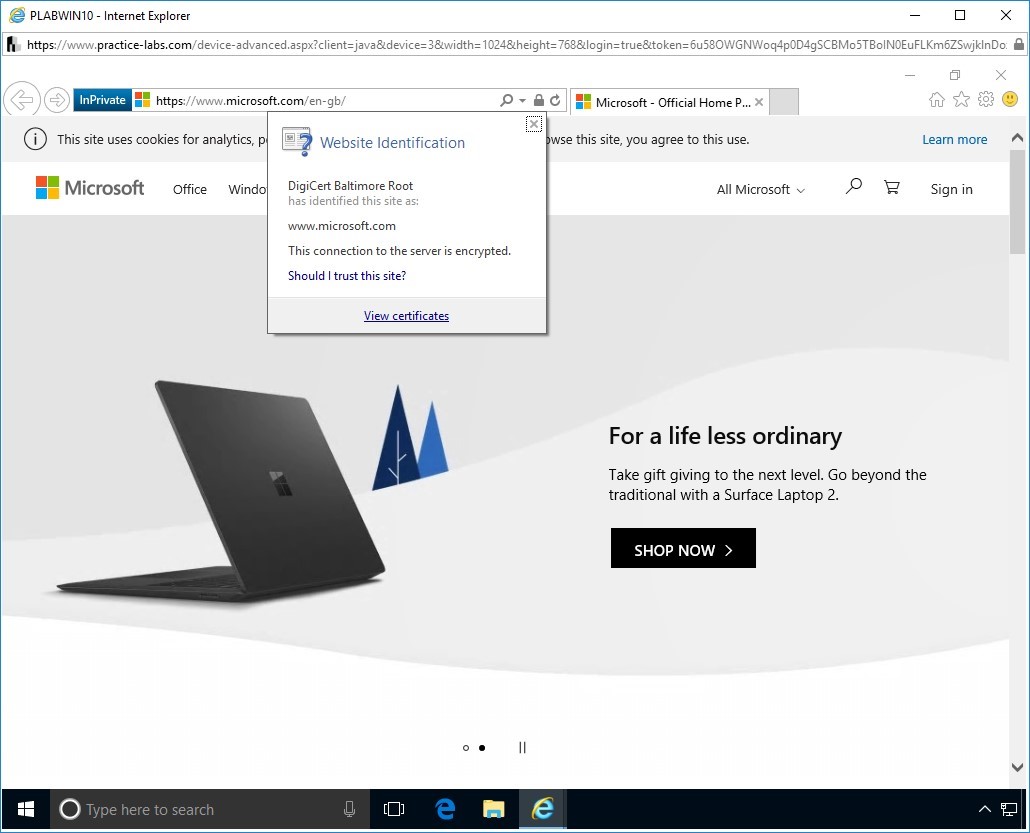 PLABWIN10 - Internet Explorer
https://www.practice-labs.com/device-advanced.aspx?client=java&device=3&width=1024&height=768&login=true&token=6u58OWGNWoq4p0D4gSCBMo5TBoIN0EuFLKm6ZSwjkInDo
InPrivate
https://www.microsoft.com/en-gb/
Microsoft - Official Home P...
This site uses cookies for analytics, p
wse this site, you agree to this use.
Learn more
Website Identification
DigiCert Baltimore Root
has identified this site as:
www.microsoft.com
This connection to the server is encrypted.
Should I trust this site?
View certificates
Microsoft
Office
Windo
All Microsoft
Sign in
For a life less ordinary
Take gift giving to the next level. Go beyond the
traditional with a Surface Laptop 2.
SHOP NOW
Type here to search